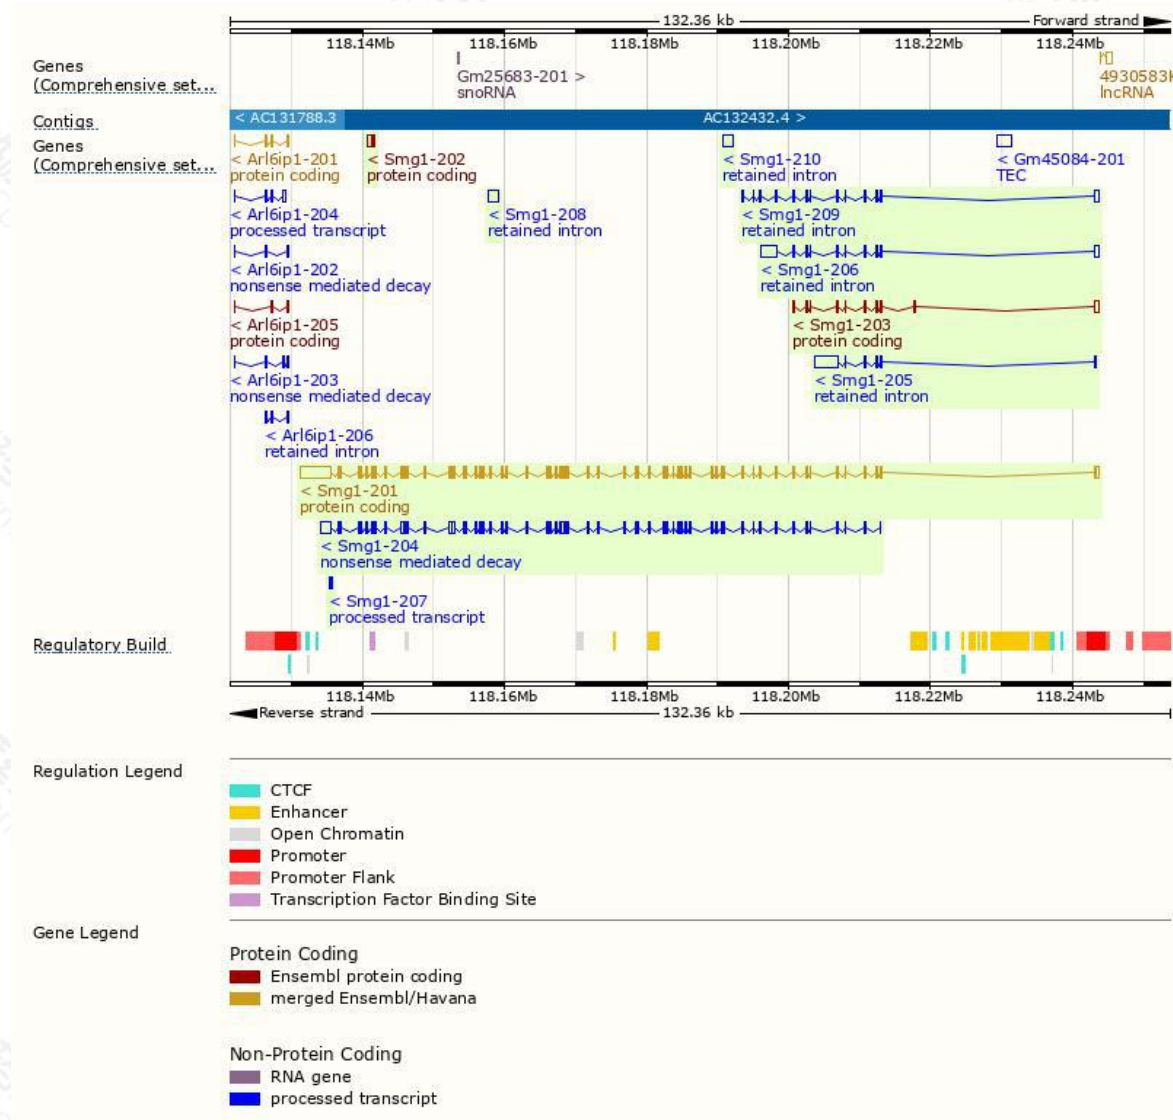 132.36 kb Forward strand
118.14Mb 118.16Mb 118.18Mb 118.20Mb 118.22Mb 118.24Mb
Genes
(Comprehensive set...
Gm25683-201 >
snoRNA
4930583K
lncRNA
Contigs
< AC131788.3 AC132432.4 >
Genes
(Comprehensive set...
< Arl6ip1-201 < Smg1-202 < Smg1-210 < Gm45084-201
protein coding protein coding retained intron TEC
< Arl6ip1-204 < Smg1-208 < Smg1-209
processed transcript retained intron retained intron
< Arl6ip1-202 < Smg1-206
nonsense mediated decay retained intron
< Arl6ip1-205 < Smg1-203
protein coding protein coding
< Arl6ip1-203 < Smg1-205
nonsense mediated decay retained intron
< Arl6ip1-206
retained intron
< Smg1-201
protein coding
< Smg1-204
nonsense mediated decay
< Smg1-207
processed transcript
Regulatory Build
118.14Mb 118.16Mb 118.18Mb 118.20Mb 118.22Mb 118.24Mb
Reverse strand 132.36 kb
Regulation Legend
CTCF
Enhancer
Open Chromatin
Promoter
Promoter Flank
Transcription Factor Binding Site
Gene Legend
Protein Coding
Ensembl protein coding
merged Ensembl/Havana
Non-Protein Coding
RNA gene
processed transcript